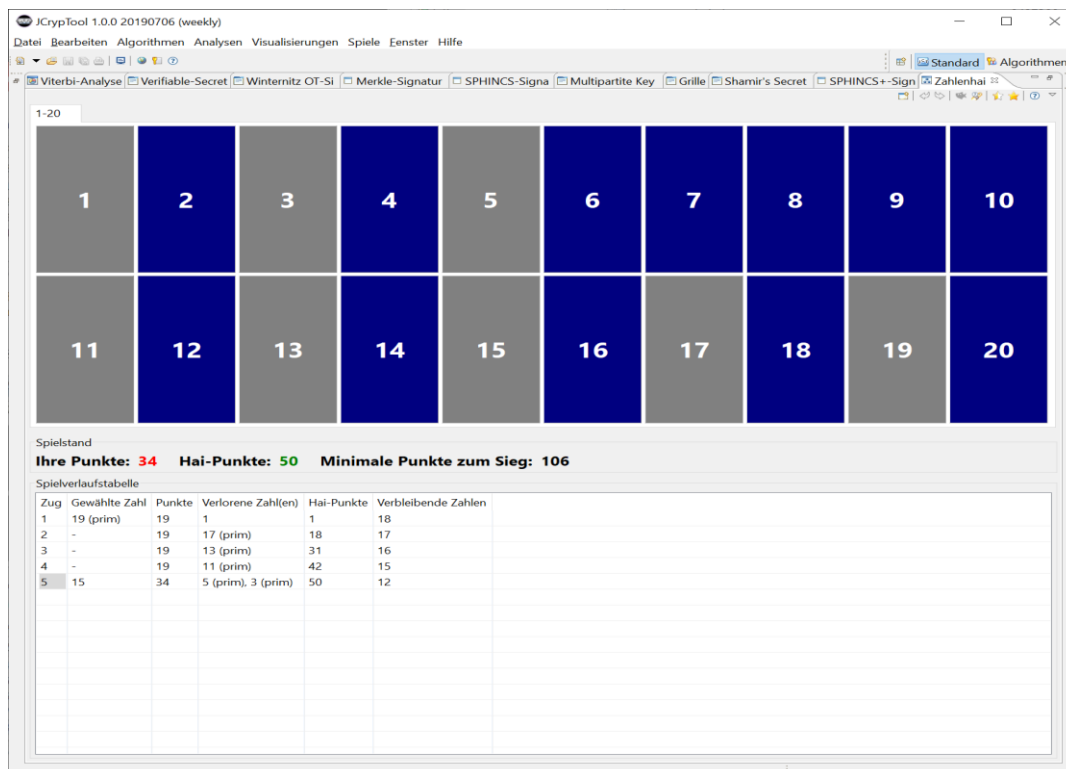 JCrypTool 1.0.0 20190706 (weekly)
Datei Bearbeiten Algorithmen Analysen Visualisierungen Spiele Fenster Hilfe
Standard Algorithmen
Viterbi-Analyse Verifiable-Secret Winternitz OT-Si Merkle-Signatur SPHINCS-Signa Multipartite Key Grille Shamir's Secret SPHINCS+-Sign Zahlenhai
1-20
1 2 3 4 5 6 7 8 9 10
11 12 13 14 15 16 17 18 19 20
Spielstand
Ihre Punkte: 34 Hai-Punkte: 50 Minimale Punkte zum Sieg: 106
Spielverlaufstabelle
Zug Gewählte Zahl Punkte Verlorene Zahl(en) Hai-Punkte Verbleibende Zahlen
1 19 (prim) 19 1 1 18
2 - 19 17 (prim) 18 17
3 - 19 13 (prim) 31 16
4 - 19 11 (prim) 42 15
5 15 34 5 (prim), 3 (prim) 50 12